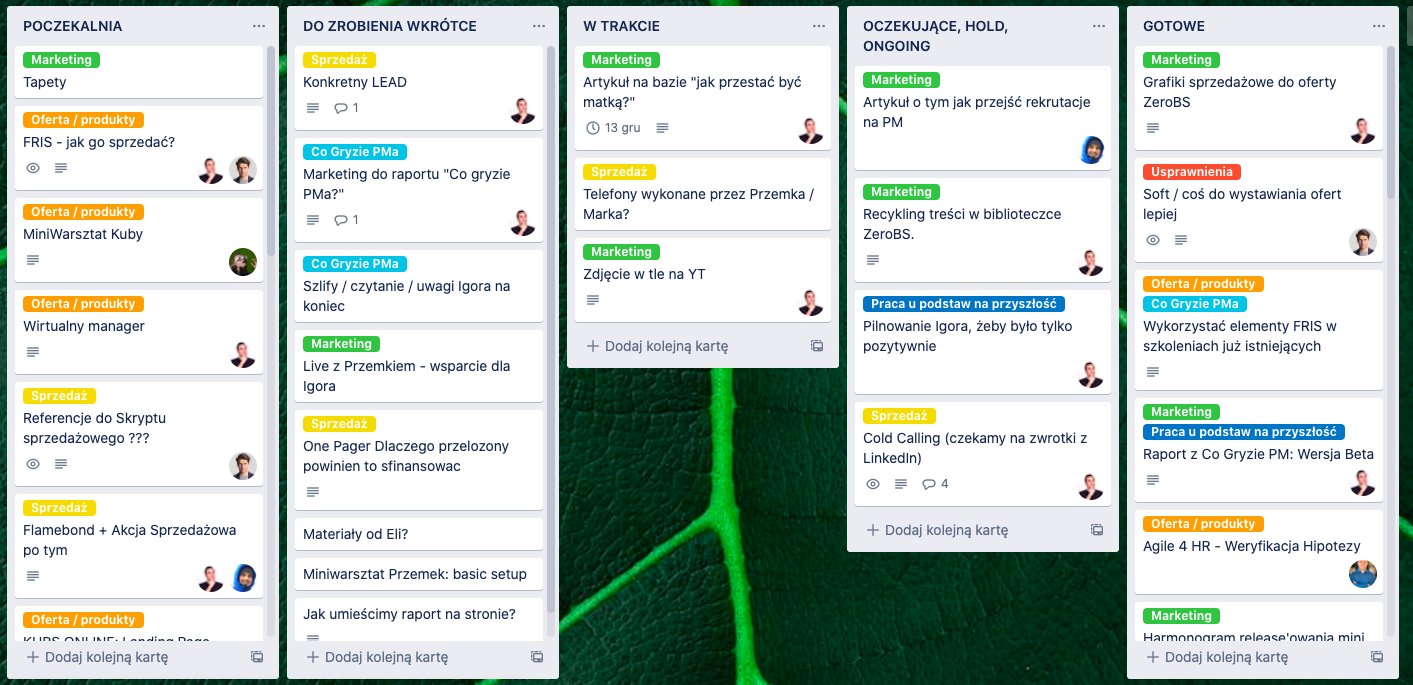 POCZEKALNIA
Marketing
Tapety
Oferta / produkty
FRIS - jak go sprzedać?
Oferta / produkty
MiniWarsztat Kuby
Oferta / produkty
Wirtualny manager
Sprzedaż
Referencje do Skryptu
sprzedażowego ???
Sprzedaż
Flamebond + Akcja Sprzedażowa
po tym
Oferta / produkty
KURS ONLINE: Landing Page
Dodaj kolejną kartę
DO ZROBIENIA WKRÓTCE
Sprzedaż
Konkretny LEAD
1
Co Gryzie PMa
Marketing do raportu "Co gryzie
PMa?"
1
Co Gryzie PMa
Szlify / czytanie / uwagi Igora na
koniec
Marketing
Live z Przemkiem - wsparcie dla
Igora
Sprzedaż
One Pager Dlaczego przelozony
powinien to sfinansowac
Materiały od Eli?
Miniwarsztat Przemek: basic setup
Jak umieścimy raport na stronie?
Dodaj kolejną kartę
W TRAKCIE
Marketing
Artykuł na bazie "jak przestać być
matką?"
13 gru
Sprzedaż
Telefony wykonane przez Przemka /
Marka?
Marketing
Zdjęcie w tle na YT
Dodaj kolejną kartę
OCZEKUJĄCE, HOLD,
ONGOING
Marketing
Artykuł o tym jak przejść rekrutacje
na PM
Marketing
Recykling treści w biblioteczce
ZeroBS.
Praca u podstaw na przyszłość
Pilnowanie Igora, żeby było tylko
pozytywnie
Sprzedaż
Cold Calling (czekamy na zwrotki z
LinkedIn)
4
Dodaj kolejną kartę
GOTOWE
Marketing
Grafiki sprzedażowe do oferty
ZeroBS
Usprawnienia
Soft / coś do wystawiania ofert
lepiej
Oferta / produkty
Co Gryzie PMa
Wykorzystać elementy FRIS w
szkoleniach już istniejących
Marketing
Praca u podstaw na przyszłość
Raport z Co Gryzie PM: Wersja Beta
Oferta / produkty
Agile 4 HR - Weryfikacja Hipotezy
Marketing
Harmonogram release'owania mini
Dodaj kolejną kartę